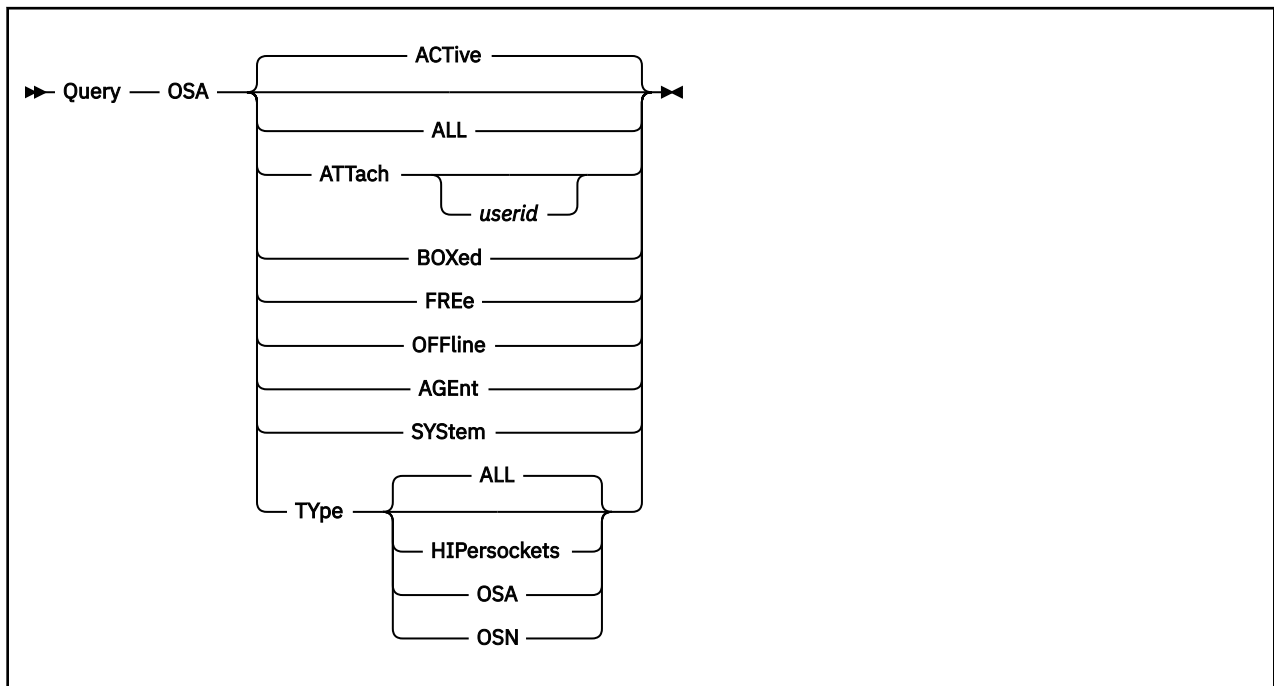 ACTive
Query OSA
ALL
ATTach
userid
BOXed
FREe
OFFline
AGEnt
SYStem
ALL
TYpe
HIPersockets
OSA
OSN